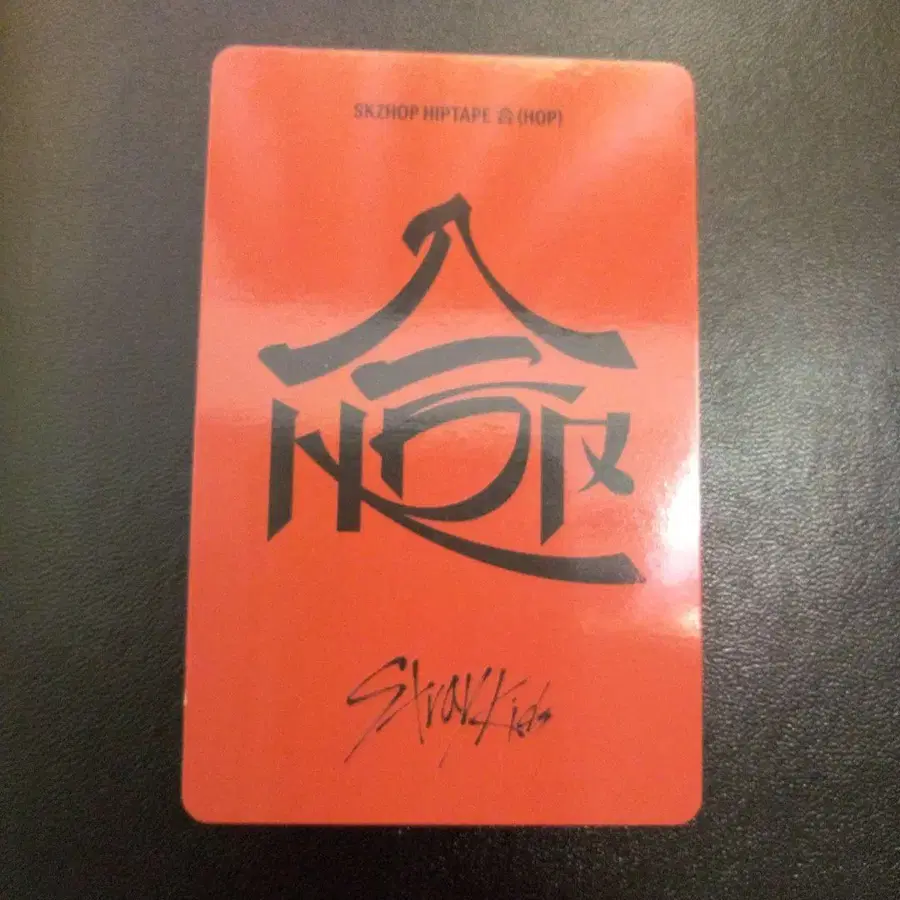 SKZHOP HIPTAPE 合 (HOP)
合
HOP
Stray Kids